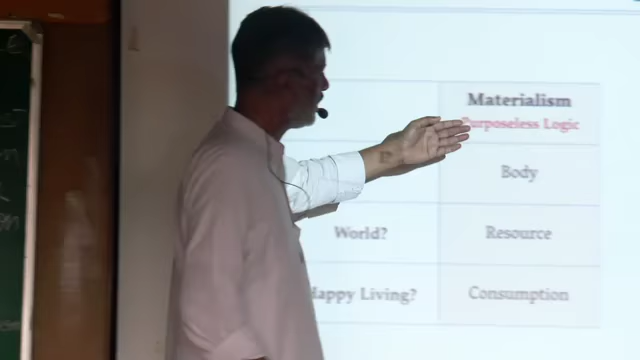 Materialism
Purposeless Logic
Body
World? Resource
Happy Living? Consumption